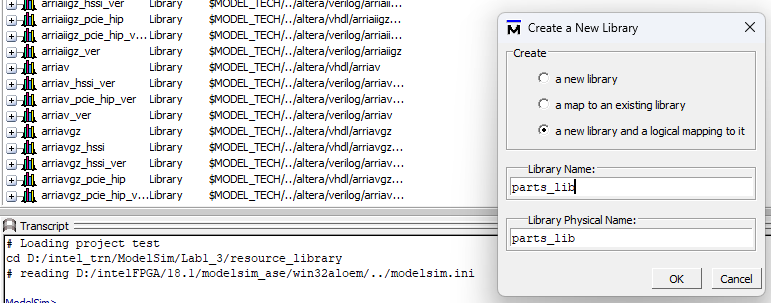 arriaiigz_hssi_ver Library $MODEL_TECH/../altera/verilog/arriaii...
arriaiigz_pcie_hip Library $MODEL_TECH/../altera/vhdl/arriaiigz...
arriaiigz_pcie_hip_v... Library $MODEL_TECH/../altera/verilog/arriaii...
arriaiigz_ver Library $MODEL_TECH/../altera/verilog/arriaiigz
arriav Library $MODEL_TECH/../altera/vhdl/arriav
arriav_hssi_ver Library $MODEL_TECH/../altera/verilog/arriav...
arriav_pcie_hip_ver Library $MODEL_TECH/../altera/verilog/arriav...
arriav_ver Library $MODEL_TECH/../altera/verilog/arriav
arriavgz Library $MODEL_TECH/../altera/vhdl/arriavgz
arriavgz_hssi Library $MODEL_TECH/../altera/vhdl/arriavgz...
arriavgz_hssi_ver Library $MODEL_TECH/../altera/verilog/arriav...
arriavgz_pcie_hip Library $MODEL_TECH/../altera/vhdl/arriavgz...
arriavgz_pcie_hip_v... Library $MODEL_TECH/../altera/verilog/arriav...
Transcript
# Loading project test
cd D:/intel_trn/ModelSim/Lab1_3/resource_library
# reading D:/intelFPGA/18.1/modelsim_ase/win32aloem/../modelsim.ini
ModelSim>
Create a New Library
Create
a new library
a map to an existing library
a new library and a logical mapping to it
Library Name:
parts_lib
Library Physical Name:
parts_lib
OK Cancel